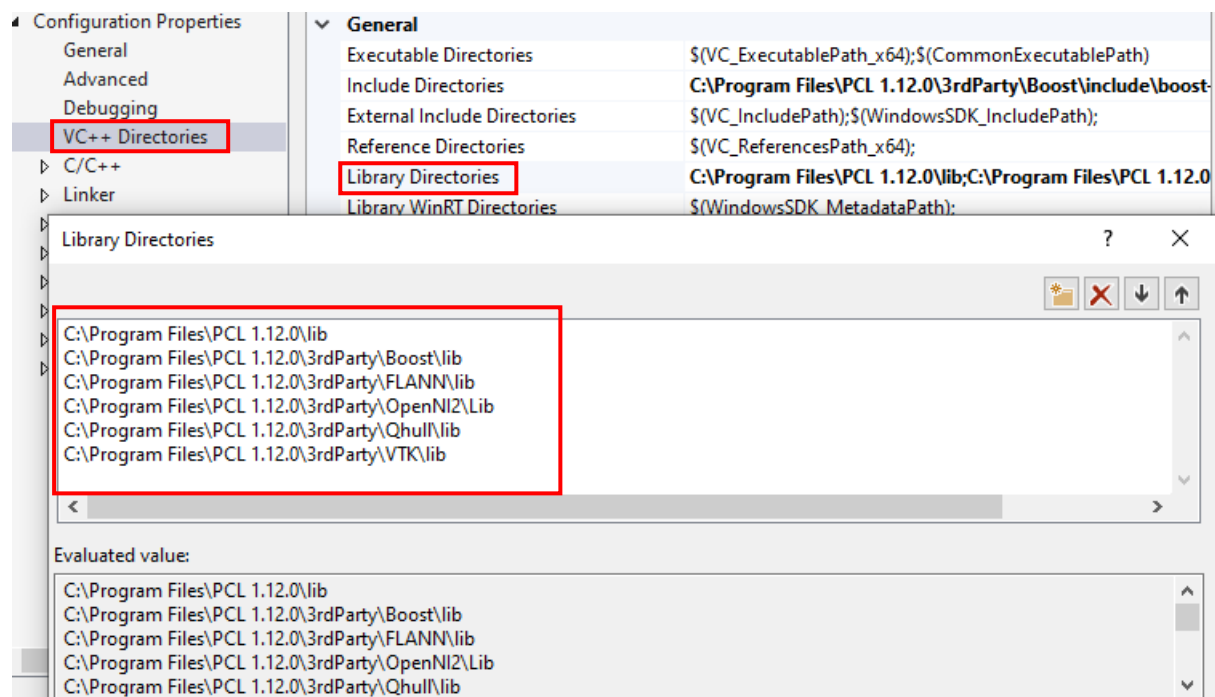 Configuration Properties
General
Advanced
Debugging
VC++ Directories
C/C++
Linker
General
Executable Directories $(VC_ExecutablePath_x64);$(CommonExecutablePath)
Include Directories C:\Program Files\PCL 1.12.0\3rdParty\Boost\include\boost-
External Include Directories $(VC_IncludePath);$(WindowsSDK_IncludePath);
Reference Directories $(VC_ReferencesPath_x64);
Library Directories C:\Program Files\PCL 1.12.0\lib;C:\Program Files\PCL 1.12.0
Library WinRT Directories $(WindowsSDK_MetadataPath);
Library Directories ?
C:\Program Files\PCL 1.12.0\lib
C:\Program Files\PCL 1.12.0\3rdParty\Boost\lib
C:\Program Files\PCL 1.12.0\3rdParty\FLANN\lib
C:\Program Files\PCL 1.12.0\3rdParty\OpenNI2\Lib
C:\Program Files\PCL 1.12.0\3rdParty\Qhull\lib
C:\Program Files\PCL 1.12.0\3rdParty\VTK\lib
Evaluated value:
C:\Program Files\PCL 1.12.0\lib
C:\Program Files\PCL 1.12.0\3rdParty\Boost\lib
C:\Program Files\PCL 1.12.0\3rdParty\FLANN\lib
C:\Program Files\PCL 1.12.0\3rdParty\OpenNI2\Lib
C:\Program Files\PCL 1.12.0\3rdParty\Qhull\lib